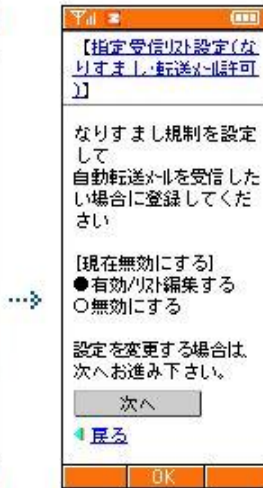 【指定受信ﾘｽﾄ設定(な
りすまし･転送ﾒｰﾙ許可
)】
なりすまし規制を設定
して
自動転送ﾒｰﾙを受信した
い場合に登録してくだ
さい
[現在無効にする]
●有効/ﾘｽﾄ編集する
○無効にする
設定を変更する場合は、
次へお進み下さい。
次へ
戻る
OK